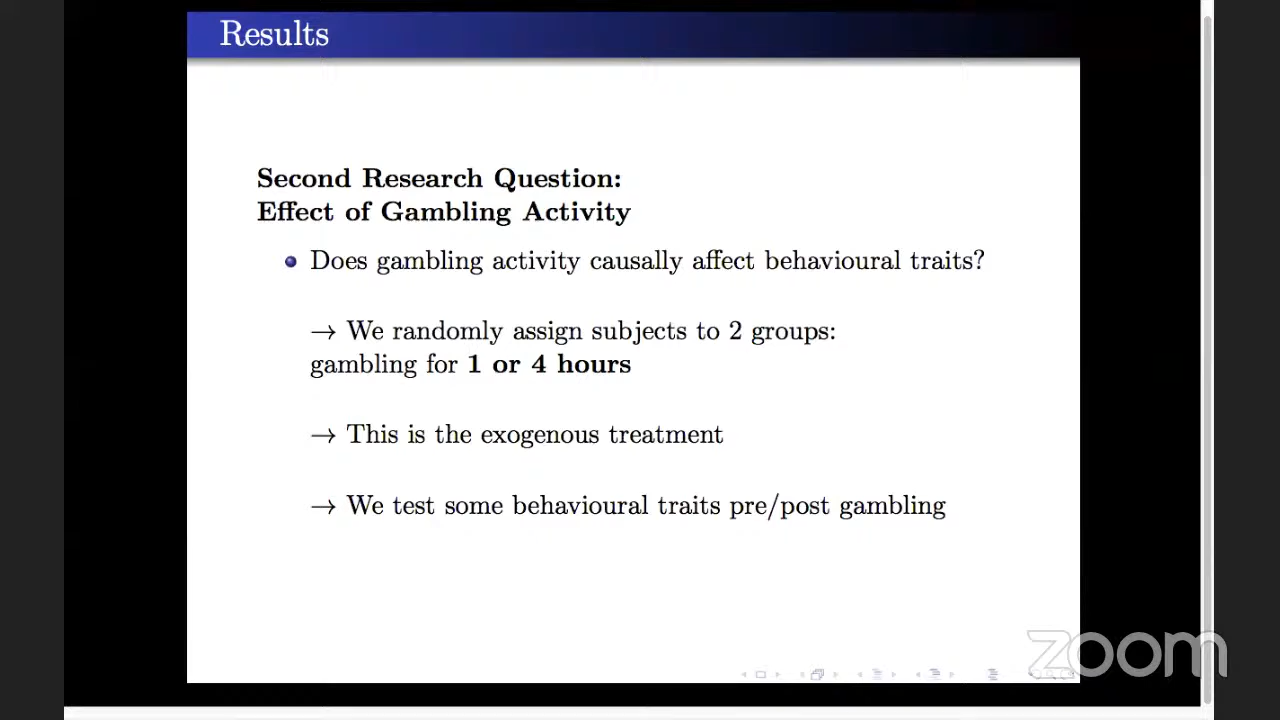 Results
Second Research Question:
Effect of Gambling Activity
Does gambling activity causally affect behavioural traits?
→ We randomly assign subjects to 2 groups:
gambling for 1 or 4 hours
→ This is the exogenous treatment
→ We test some behavioural traits pre/post gambling
zoom